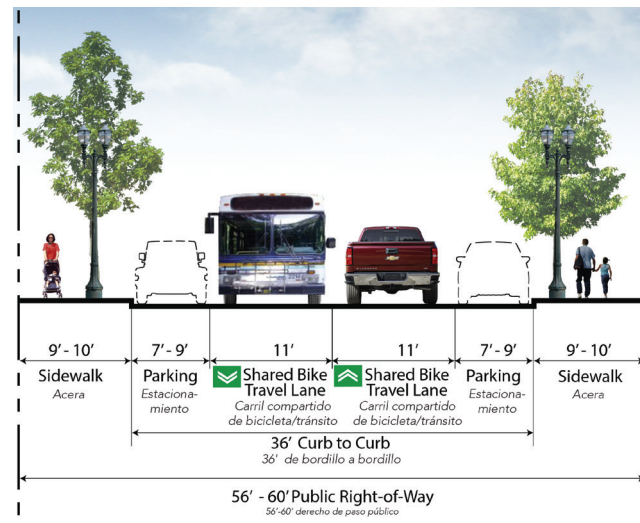 9' - 10'
7' - 9'
11'
11'
7' - 9'
9' - 10'
Sidewalk
Acera
Parking
Estaciona-
miento
Shared Bike
Travel Lane
Carril compartido
de bicicleta/tránsito
Shared Bike
Travel Lane
Carril compartido
de bicicleta/tránsito
Parking
Estaciona-
miento
Sidewalk
Acera
36' Curb to Curb
36' de bordillo a bordillo
56' - 60' Public Right-of-Way
56'-60' derecho de paso público